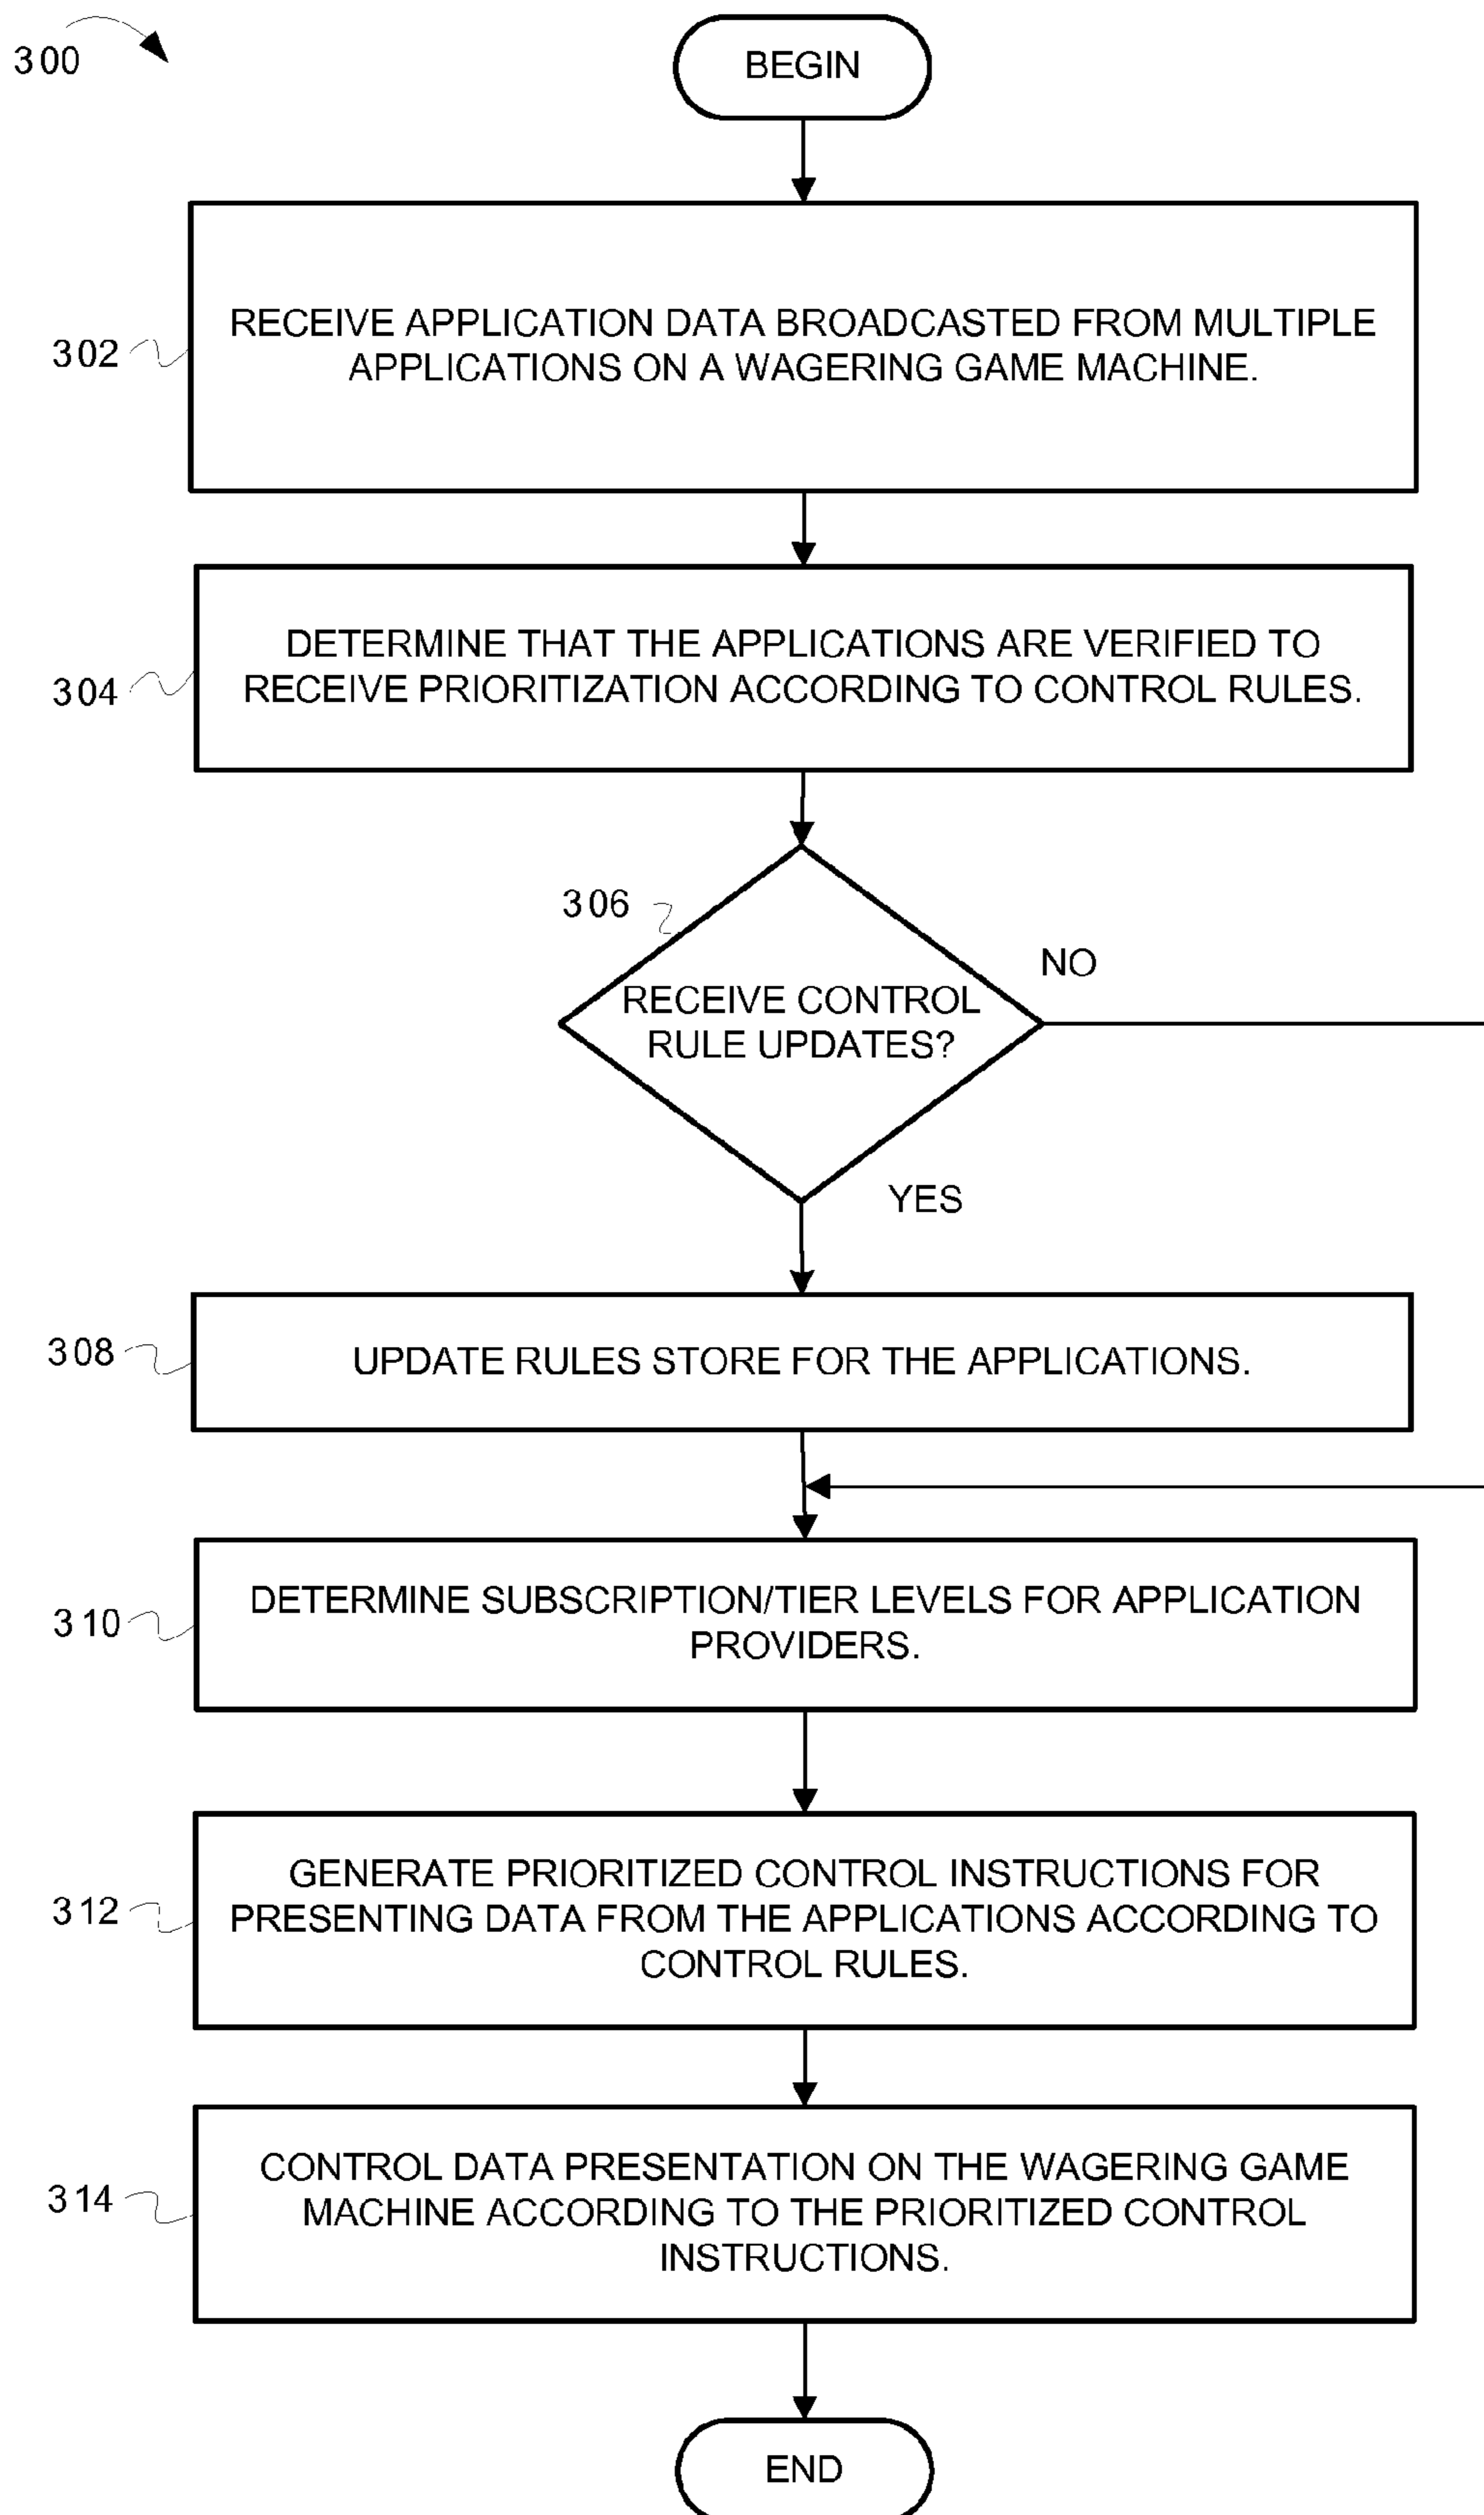 300
BEGIN
RECEIVE APPLICATION DATA BROADCASTED FROM MULTIPLE
APPLICATIONS ON A WAGERING GAME MACHINE.
302
DETERMINE THAT THE APPLICATIONS ARE VERIFIED TO
RECEIVE PRIORITIZATION ACCORDING TO CONTROL RULES.
304
306
NO
RECEIVE CONTROL
RULE UPDATES?
YES
308
UPDATE RULES STORE FOR THE APPLICATIONS.
310
DETERMINE SUBSCRIPTION/TIER LEVELS FOR APPLICATION
PROVIDERS.
312
GENERATE PRIORITIZED CONTROL INSTRUCTIONS FOR
PRESENTING DATA FROM THE APPLICATIONS ACCORDING TO
CONTROL RULES.
314
CONTROL DATA PRESENTATION ON THE WAGERING GAME
MACHINE ACCORDING TO THE PRIORITIZED CONTROL
INSTRUCTIONS.
END